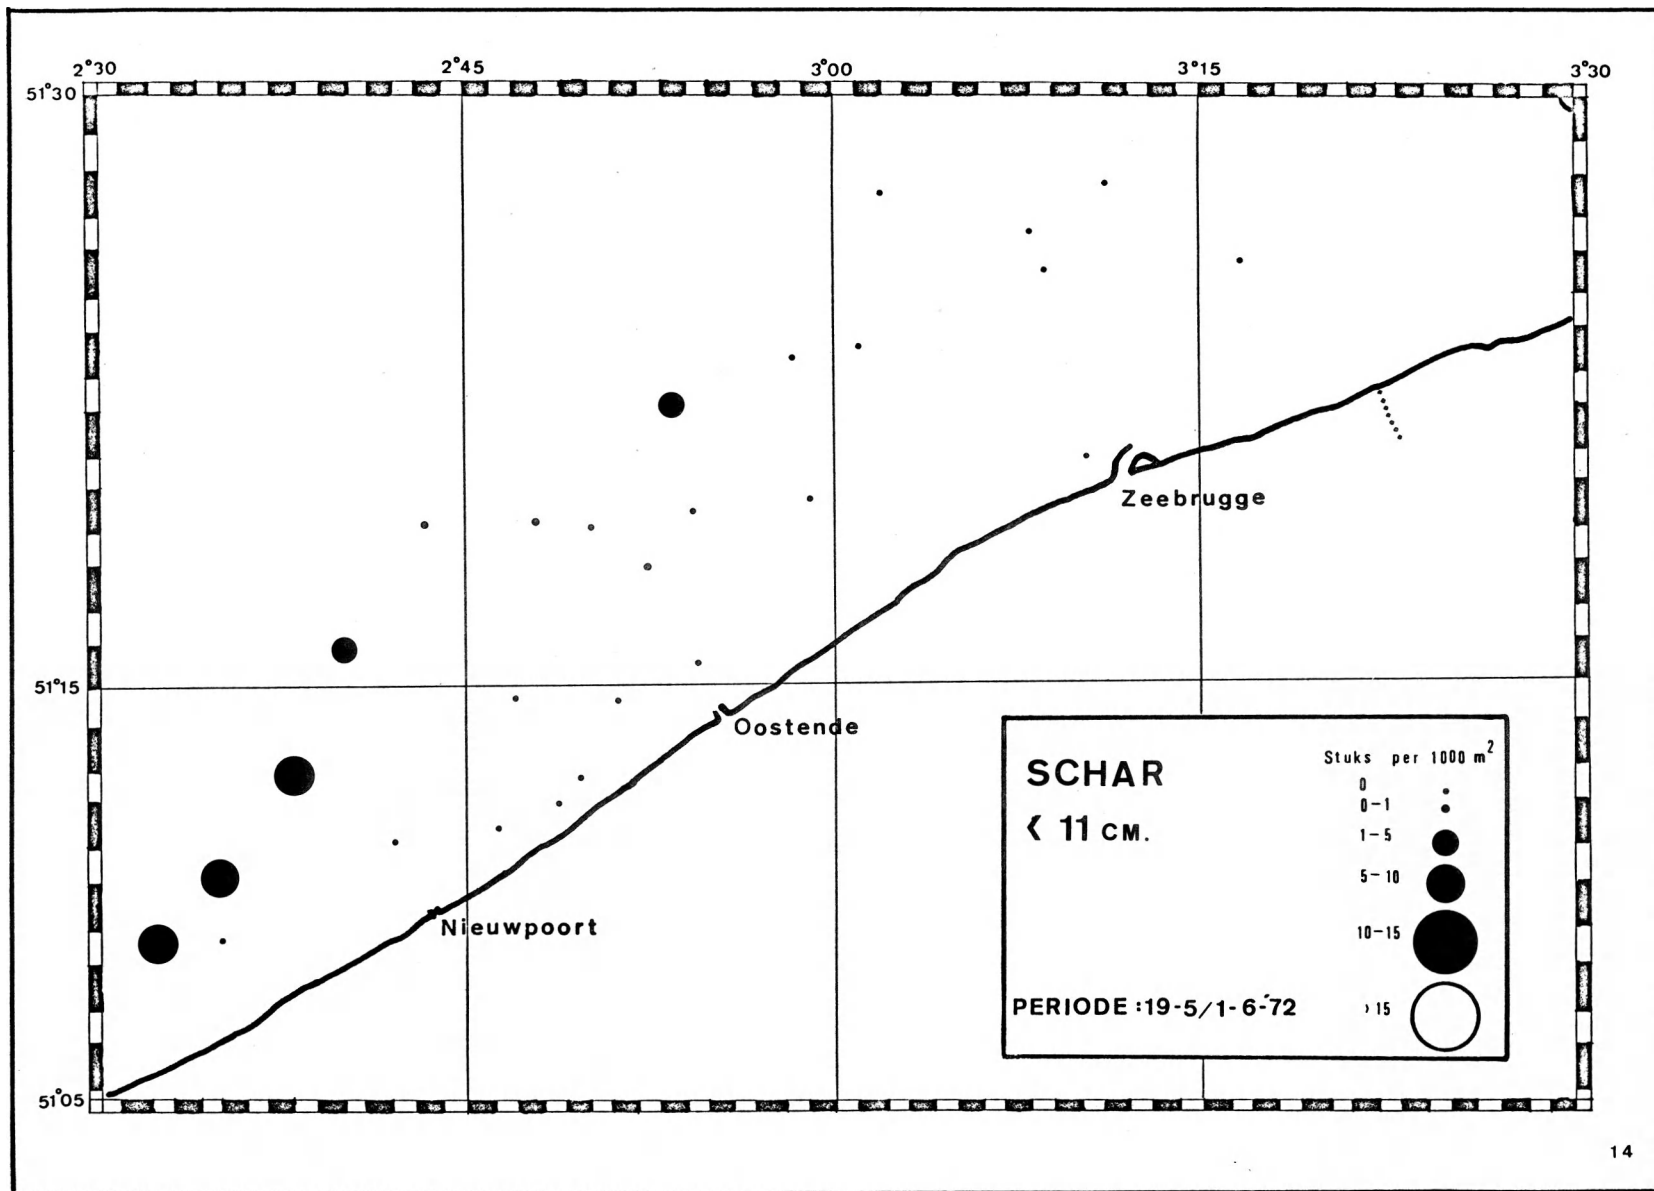 2°30 2°45 3°00 3°15 3°30
51°30
Zeebrugge
51°15
Oostende
Nieuwpoort
51°05
SCHAR
< 11 CM.
PERIODE :19-5/1-6-'72
Stuks per 1000 m²
0
0-1
1-5
5-10
10-15
>15
14